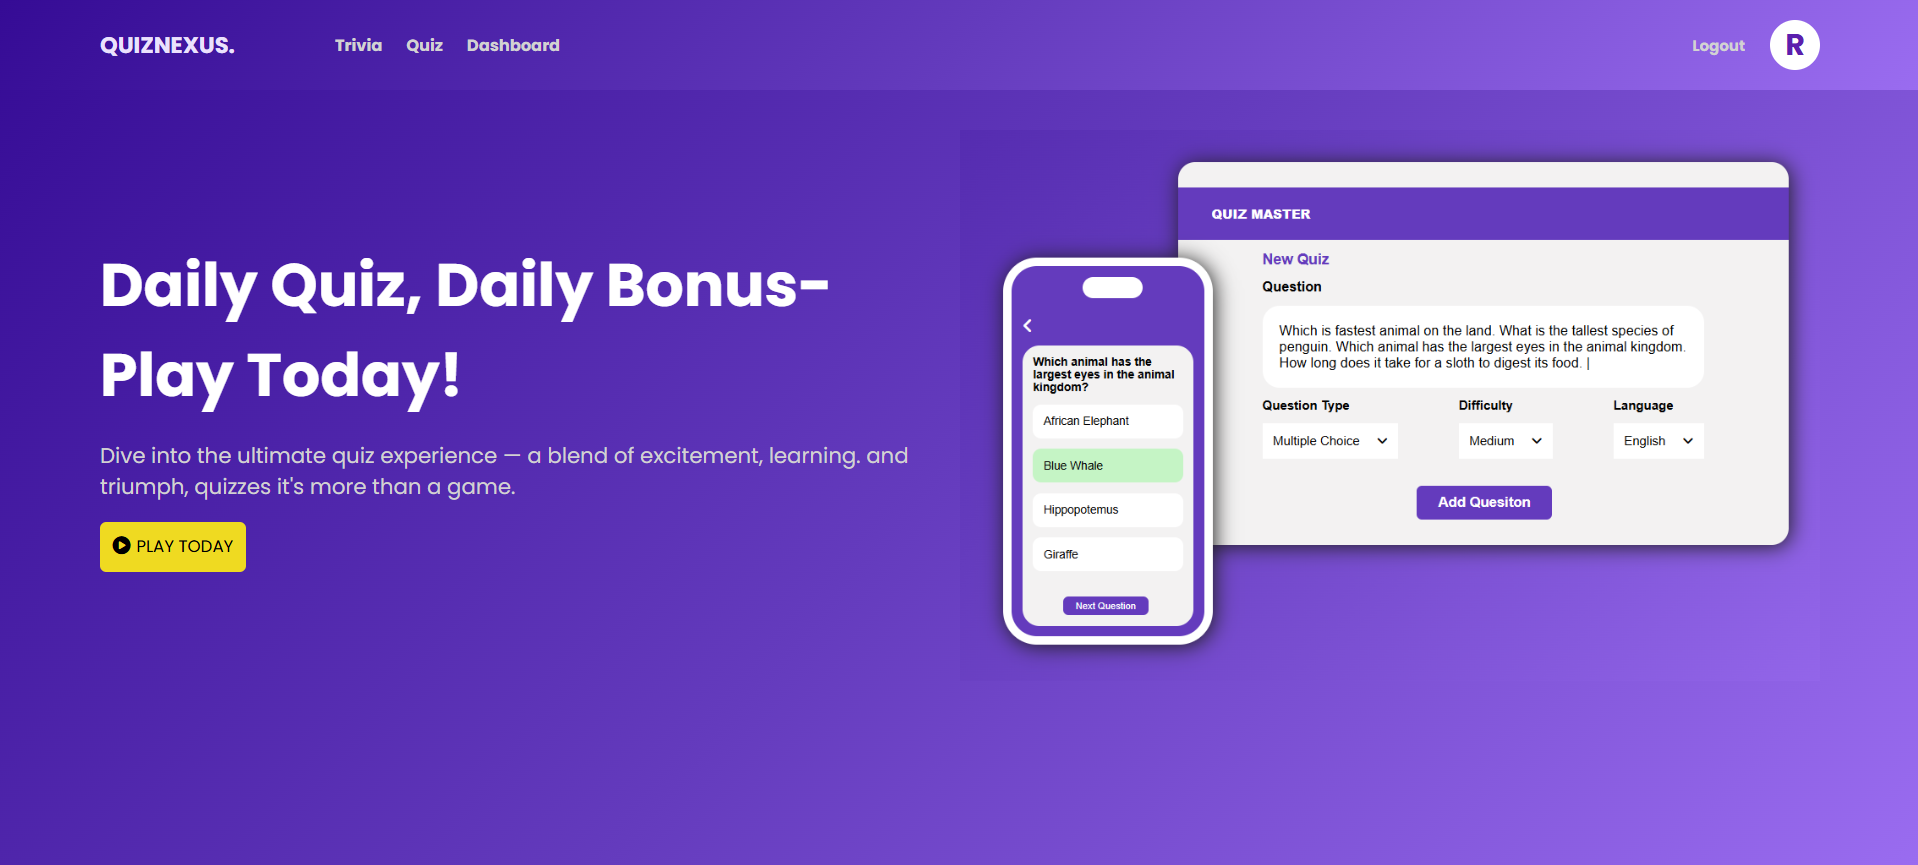 QUIZNEXUS.
Trivia Quiz Dashboard
Logout R
Daily Quiz, Daily Bonus-
Play Today!
Dive into the ultimate quiz experience — a blend of excitement, learning. and
triumph, quizzes it's more than a game.
PLAY TODAY
Which animal has the
largest eyes in the animal
kingdom?
African Elephant
Blue Whale
Hippopotemus
Giraffe
Next Question
QUIZ MASTER
New Quiz
Question
Which is fastest animal on the land. What is the tallest species of
penguin. Which animal has the largest eyes in the animal kingdom.
How long does it take for a sloth to digest its food. |
Question Type Difficulty Language
Multiple Choice Medium English
Add Quesiton